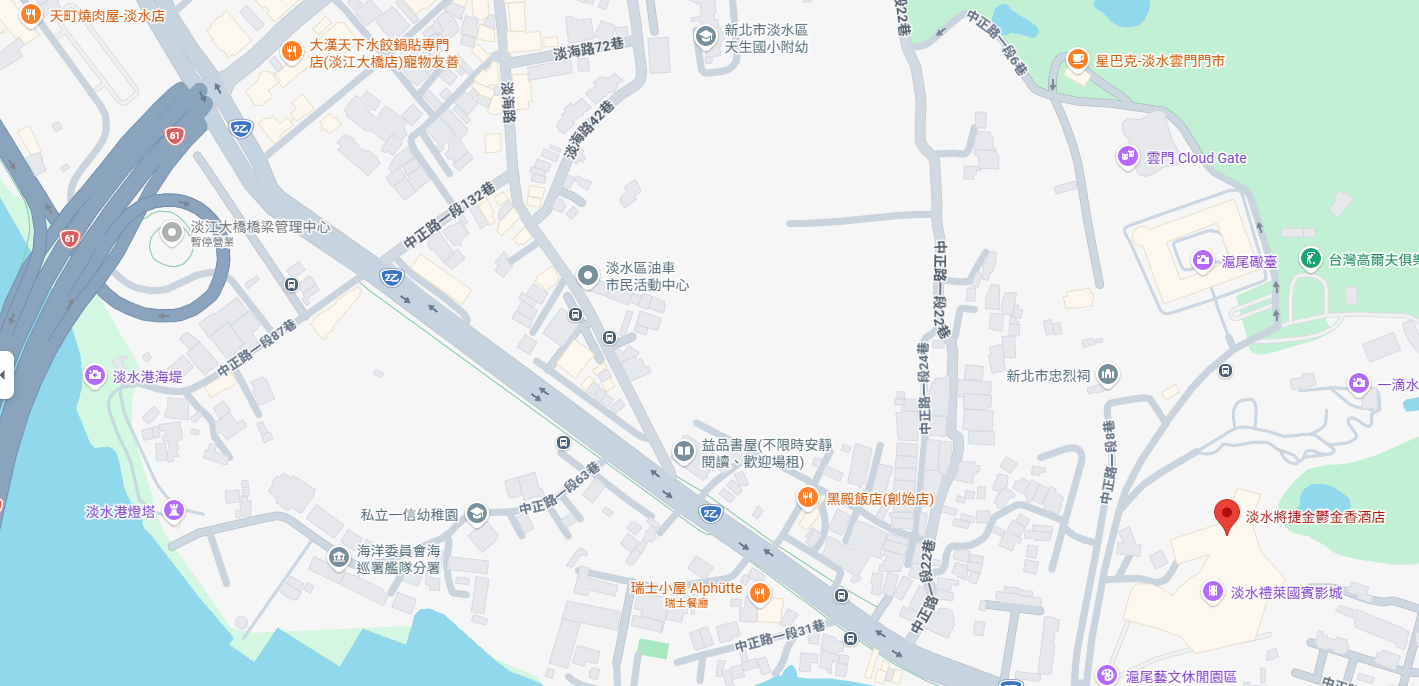 天町燒肉屋-淡水店
大漢天下水餃鍋貼專門
店(淡江大橋店)寵物友善
淡海路72巷
新北市淡水區
天生國小附幼
段22巷
中正路一段6巷
星巴克-淡水雲門門市
淡海路
淡海路42巷
61
2乙
雲門 Cloud Gate
中正路一段132巷
淡江大橋橋梁管理中心
暫停營業
61
2乙
淡水區油車
市民活動中心
中正路一段22巷
滬尾礮臺
台灣高爾夫俱樂
中正路一段87巷
淡水港海堤
中正路一段24巷
新北市忠烈祠
一滴水
益品書屋(不限時安靜
閱讀、歡迎場租)
中正路一段8巷
中正路一段63巷
黑殿飯店(創始店)
淡水港燈塔
私立一信幼稚園
2乙
淡水將捷金鬱金香酒店
海洋委員會海
巡署艦隊分署
中正路一段22巷
瑞士小屋 Alphütte
瑞士餐廳
淡水禮萊國賓影城
中正路一段31巷
滬尾藝文休閒園區